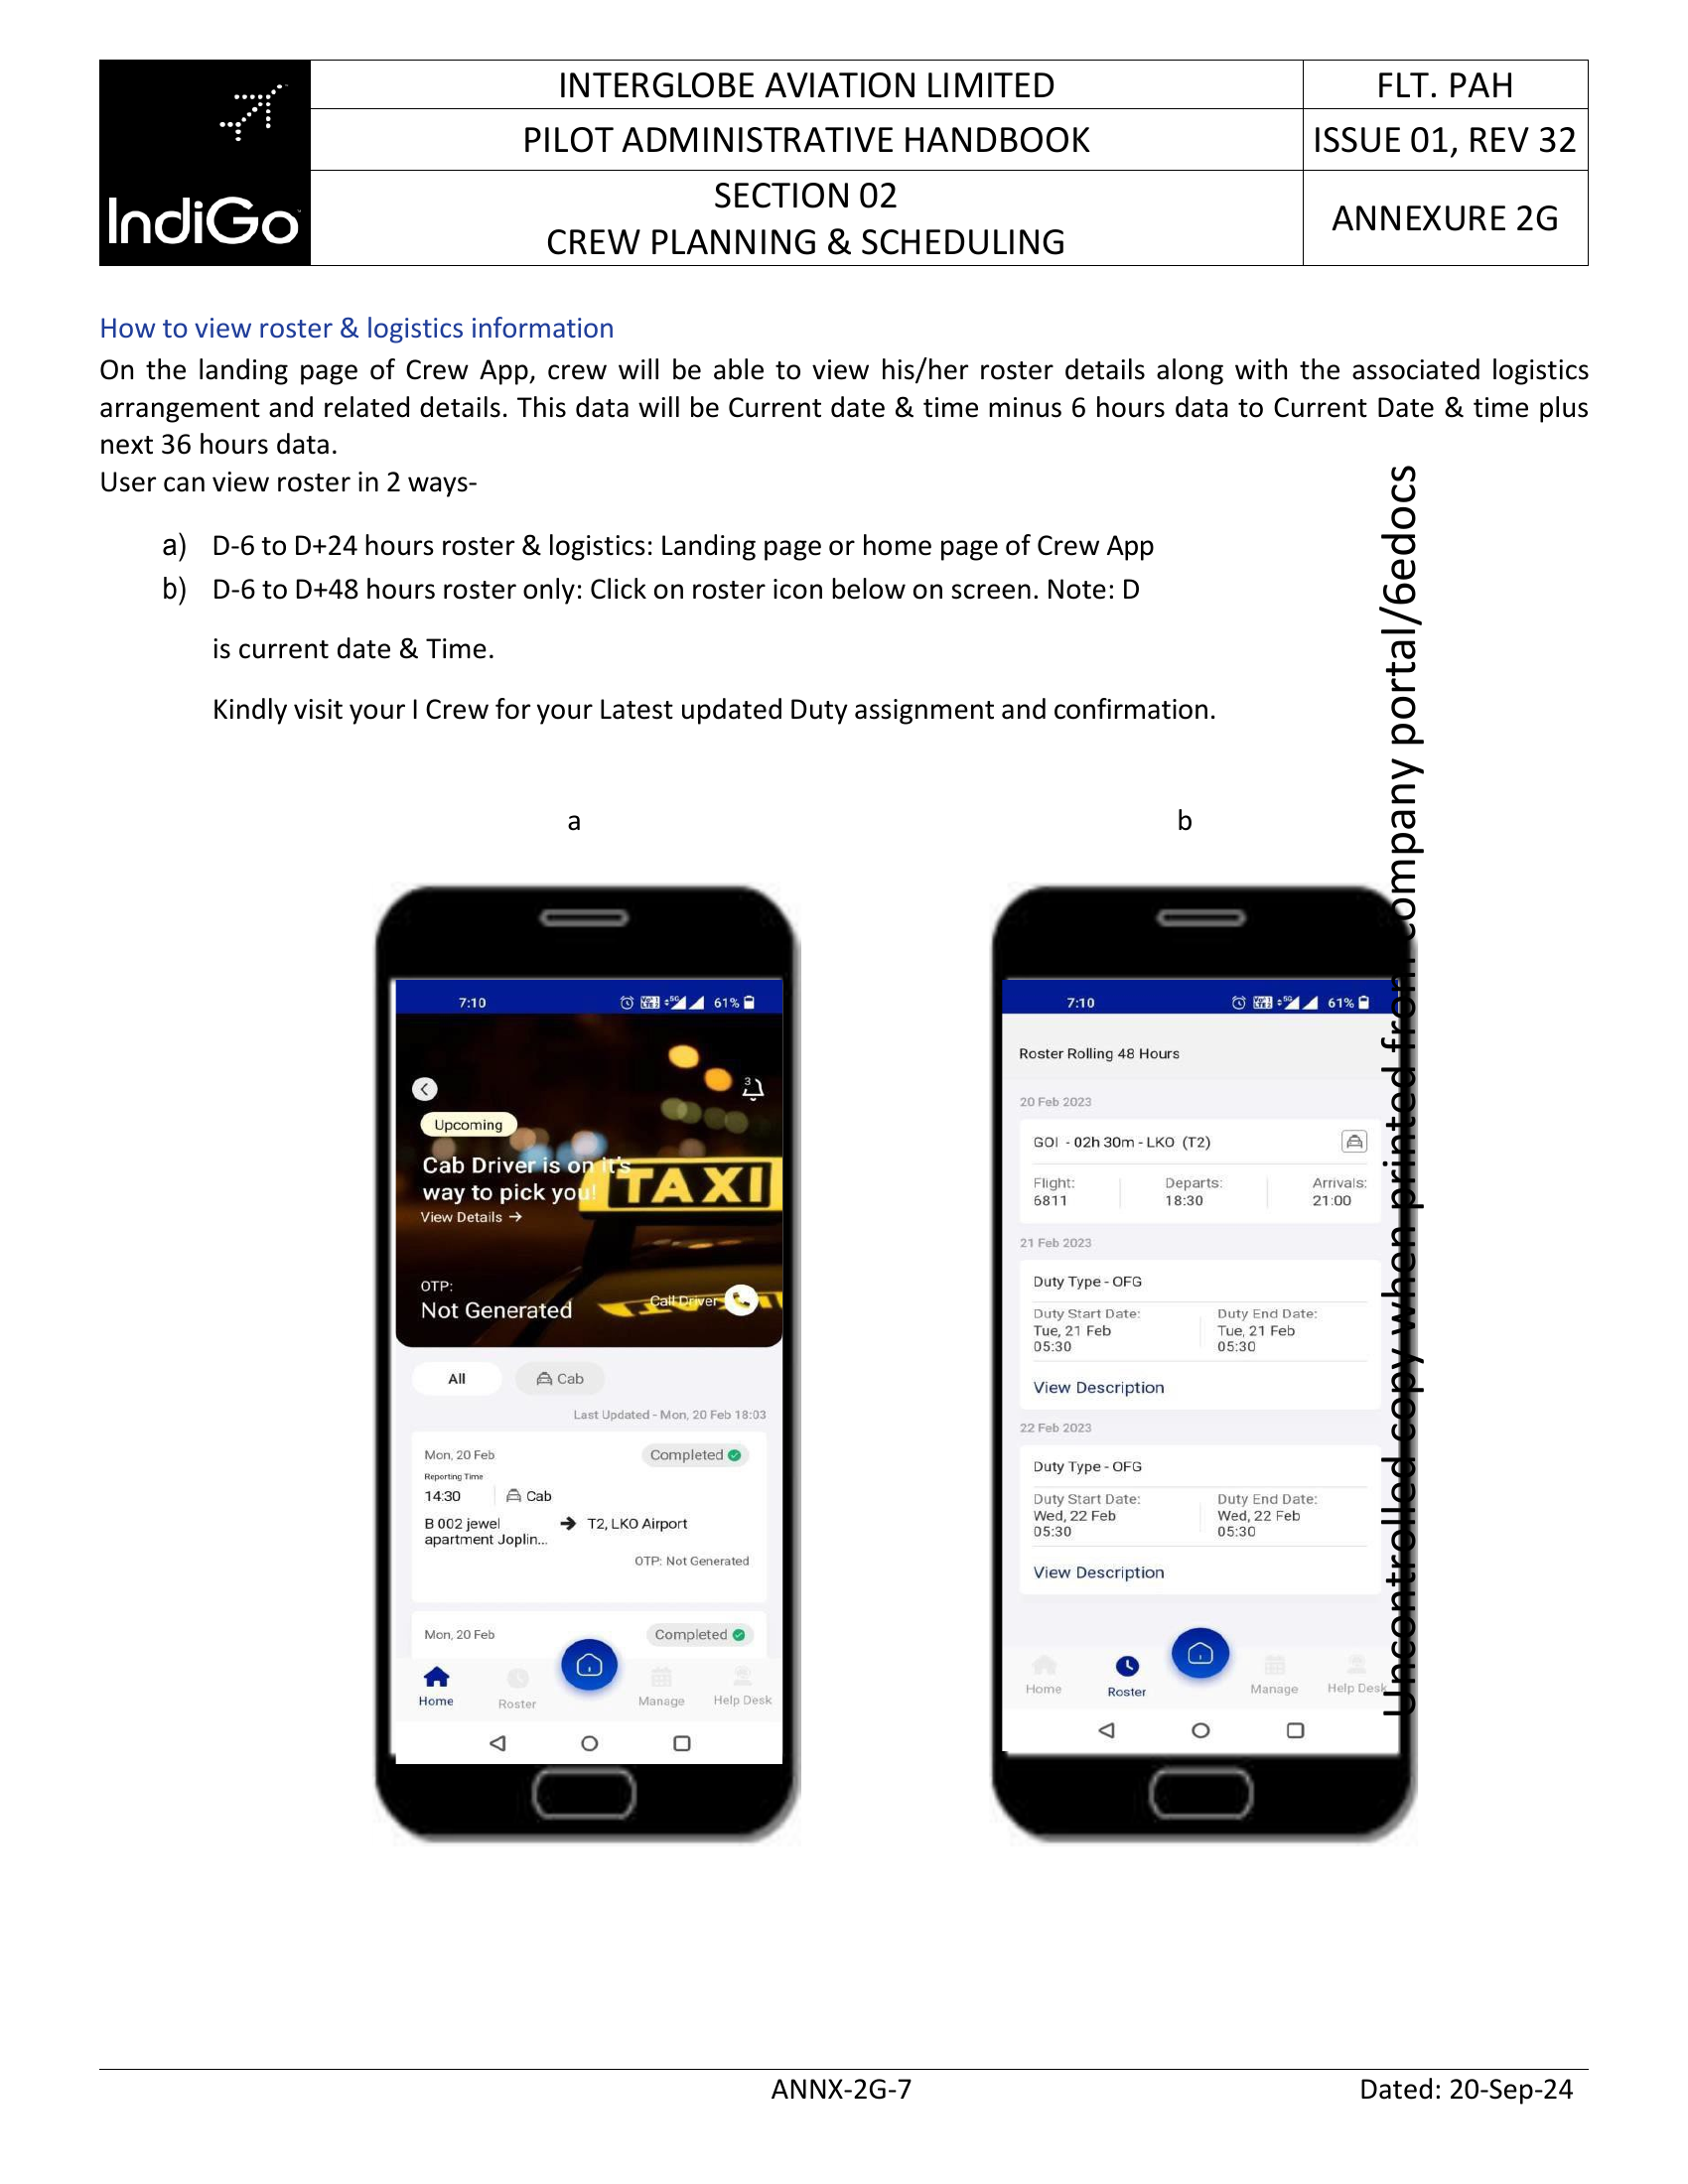 IndiGo
INTERGLOBE AVIATION LIMITED
FLT. PAH
PILOT ADMINISTRATIVE HANDBOOK
ISSUE 01, REV 32
SECTION 02
CREW PLANNING & SCHEDULING
ANNEXURE 2G
How to view roster & logistics information
On the landing page of Crew App, crew will be able to view his/her roster details along with the associated logistics
arrangement and related details. This data will be Current date & time minus 6 hours data to Current Date & time plus
next 36 hours data.
User can view roster in 2 ways-
a) D-6 to D+24 hours roster & logistics: Landing page or home page of Crew App
b) D-6 to D+48 hours roster only: Click on roster icon below on screen. Note: D
is current date & Time.
Kindly visit your I Crew for your Latest updated Duty assignment and confirmation.
a
7:10
61%
3
Upcoming
Cab Driver is on it's
way to pick you!
View Details →
TAXI
OTP:
Not Generated
Call Driver
All
Cab
Last Updated - Mon, 20 Feb 18:03
Mon, 20 Feb
Completed
Reporting Time
14:30
Cab
B 002 jewel
apartment Joplin...
➔ T2, LKO Airport
OTP: Not Generated
Mon, 20 Feb
Completed
Home
Roster
Manage
Help Desk
b
7:10
61%
Roster Rolling 48 Hours
20 Feb 2023
GOI - 02h 30m - LKO (T2)
Flight:
6811
Departs:
18:30
Arrivals:
21:00
21 Feb 2023
Duty Type - OFG
Duty Start Date:
Tue, 21 Feb
05:30
Duty End Date:
Tue, 21 Feb
05:30
View Description
22 Feb 2023
Duty Type - OFG
Duty Start Date:
Wed, 22 Feb
05:30
Duty End Date:
Wed, 22 Feb
05:30
View Description
Home
Roster
Manage
Help Desk
Uncontrolled copy when printed from company portal/6edocs
ANNX-2G-7
Dated: 20-Sep-24